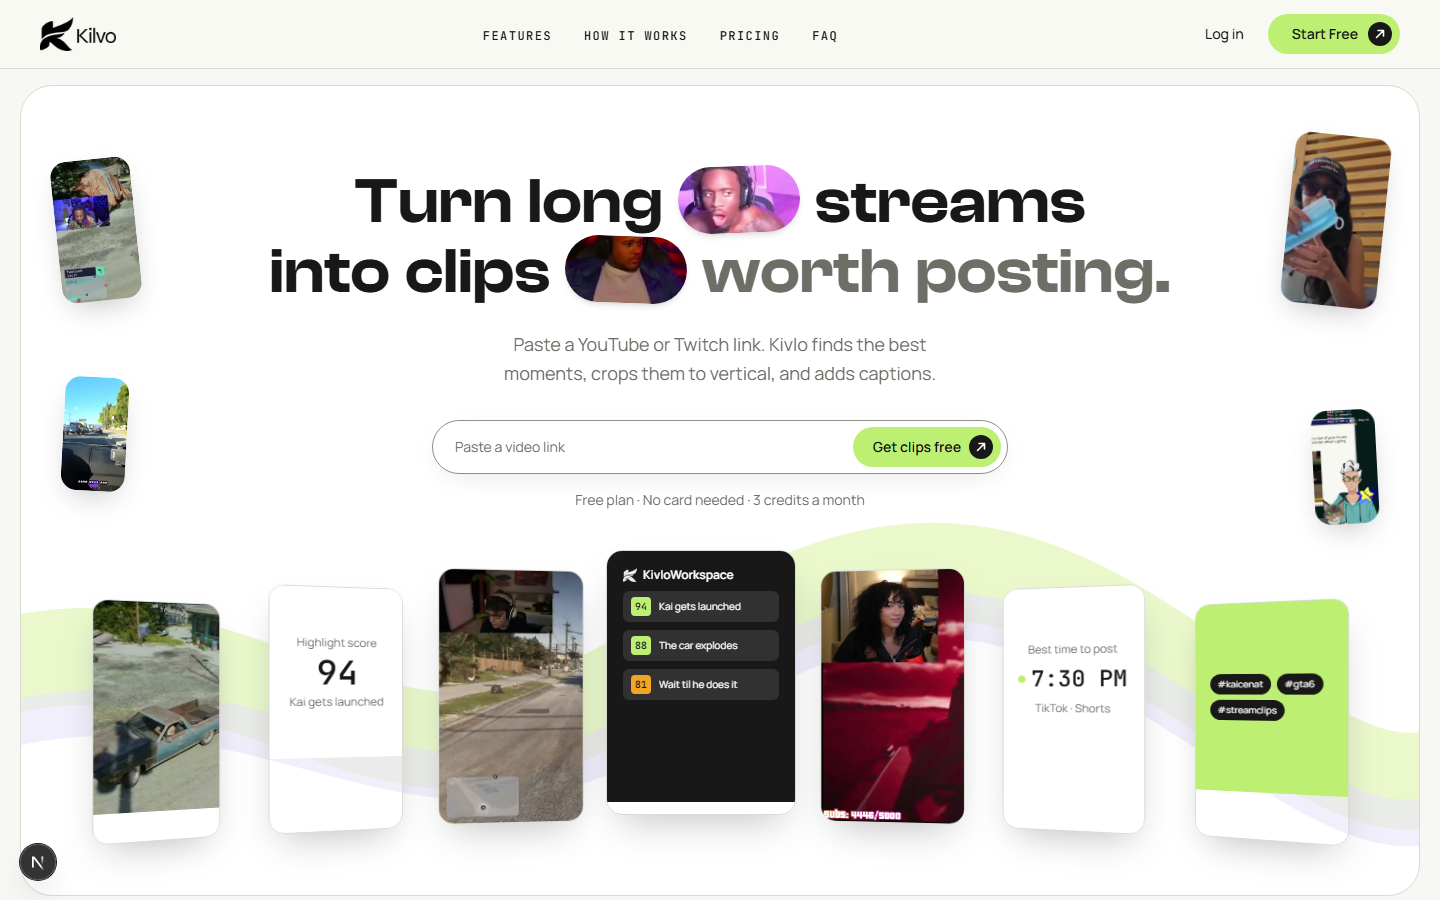 Kilvo
FEATURES
HOW IT WORKS
PRICING
FAQ
Log in
Start Free
Turn long streams
into clips worth posting.
Paste a YouTube or Twitch link. Kivlo finds the best
moments, crops them to vertical, and adds captions.
Paste a video link
Get clips free
Free plan · No card needed · 3 credits a month
Highlight score
94
Kai gets launched
KivloWorkspace
94 Kai gets launched
88 The car explodes
81 Wait til he does it
SUBS: 4446/5000
Best time to post
7:30 PM
TikTok · Shorts
#kaicenat #gta6
#streamclips
N